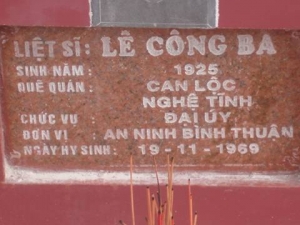 LIỆT SĨ: LÊ CÔNG BA
SINH NĂM : 1925
QUÊ QUÁN : CAN LỘC
NGHỆ TĨNH
CHỨC VỤ : ĐẠI ÚY
ĐƠN VỊ : AN NINH BÌNH THUẬN
NGÀY HY SINH: 19-11-1969